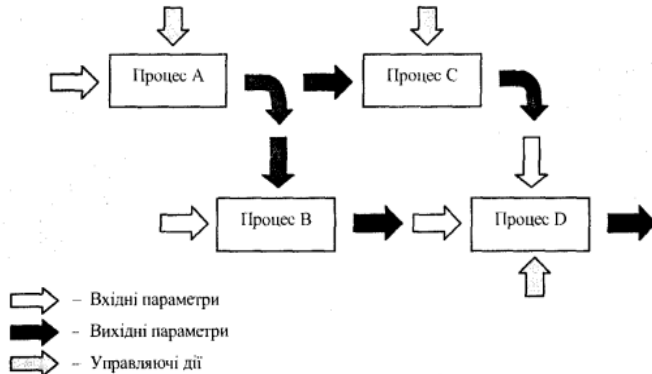 Процес A
Процес C
Процес B
Процес D
– Вхідні параметри
– Вихідні параметри
– Управляючі дії